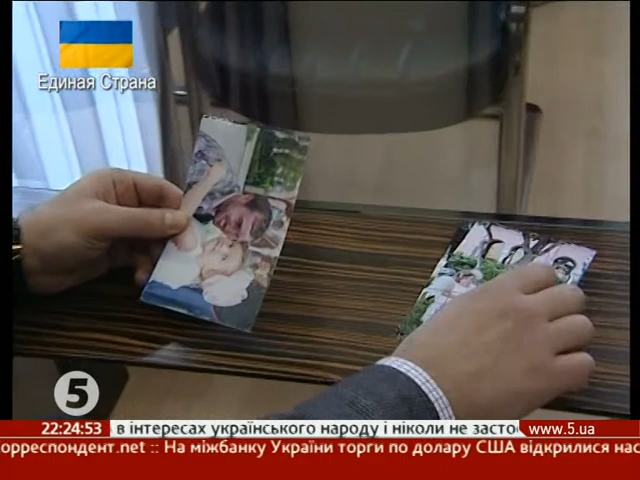 Единая Страна
5
22:24:53
в інтересах українського народу і ніколи не засто
www.5.ua
орреспондент.net :: На міжбанку України торги по долару США відкрилися нас